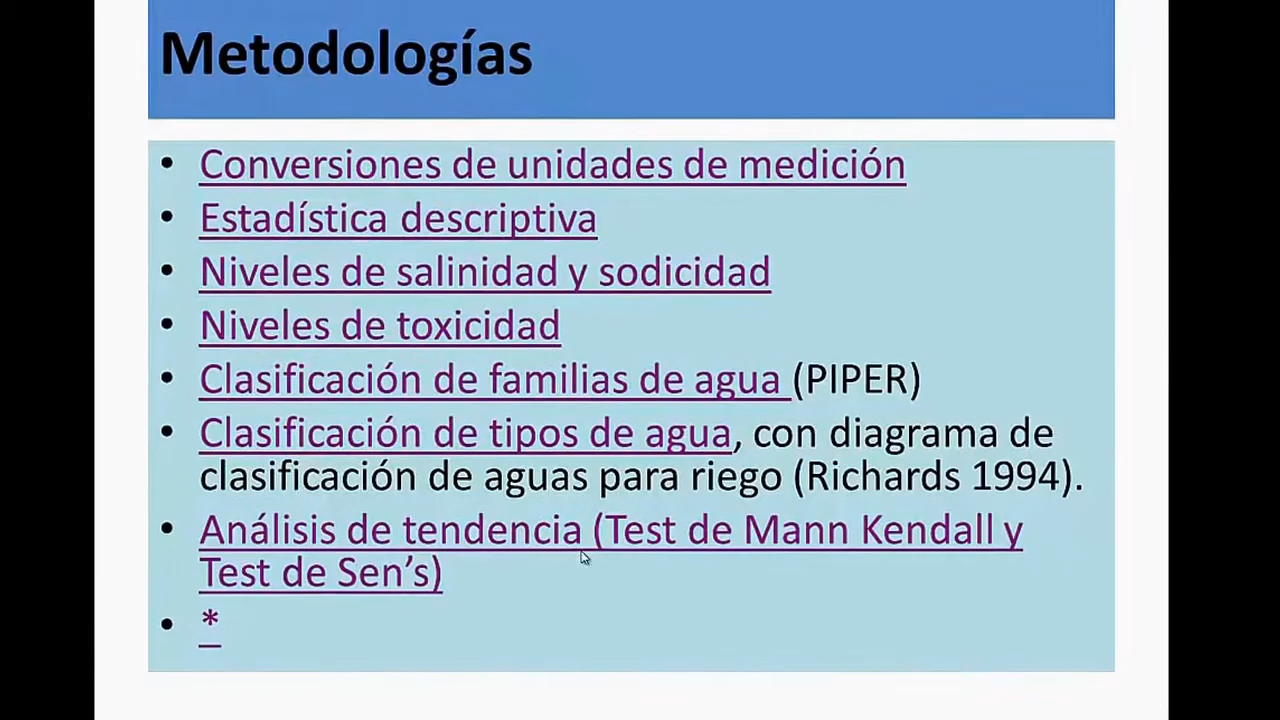 Metodologías
• Conversiones de unidades de medición
• Estadística descriptiva
• Niveles de salinidad y sodicidad
• Niveles de toxicidad
• Clasificación de familias de agua (PIPER)
• Clasificación de tipos de agua, con diagrama de
clasificación de aguas para riego (Richards 1994).
• Análisis de tendencia (Test de Mann Kendall y
Test de Sen’s)
• *